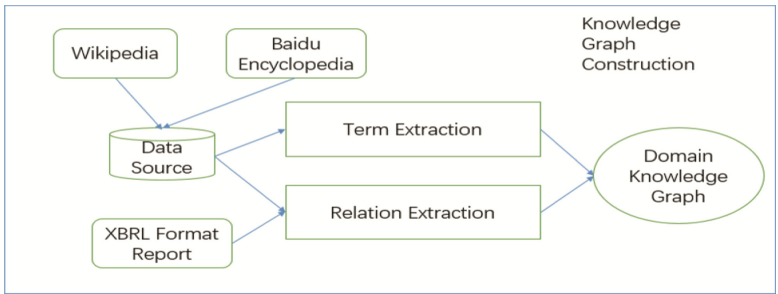 Wikipedia
Baidu
Encyclopedia
Knowledge
Graph
Construction
Data
Source
Term Extraction
Relation Extraction
Domain
Knowledge
Graph
XBRL Format
Report